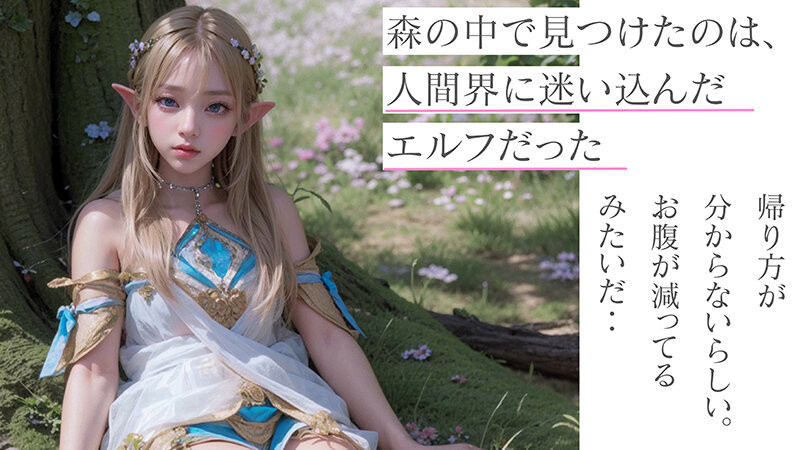 森の中で見つけたのは、
人間界に迷い込んだ
エルフだった
帰り方が
分からないらしい。
お腹が減ってる
みたいだ‥